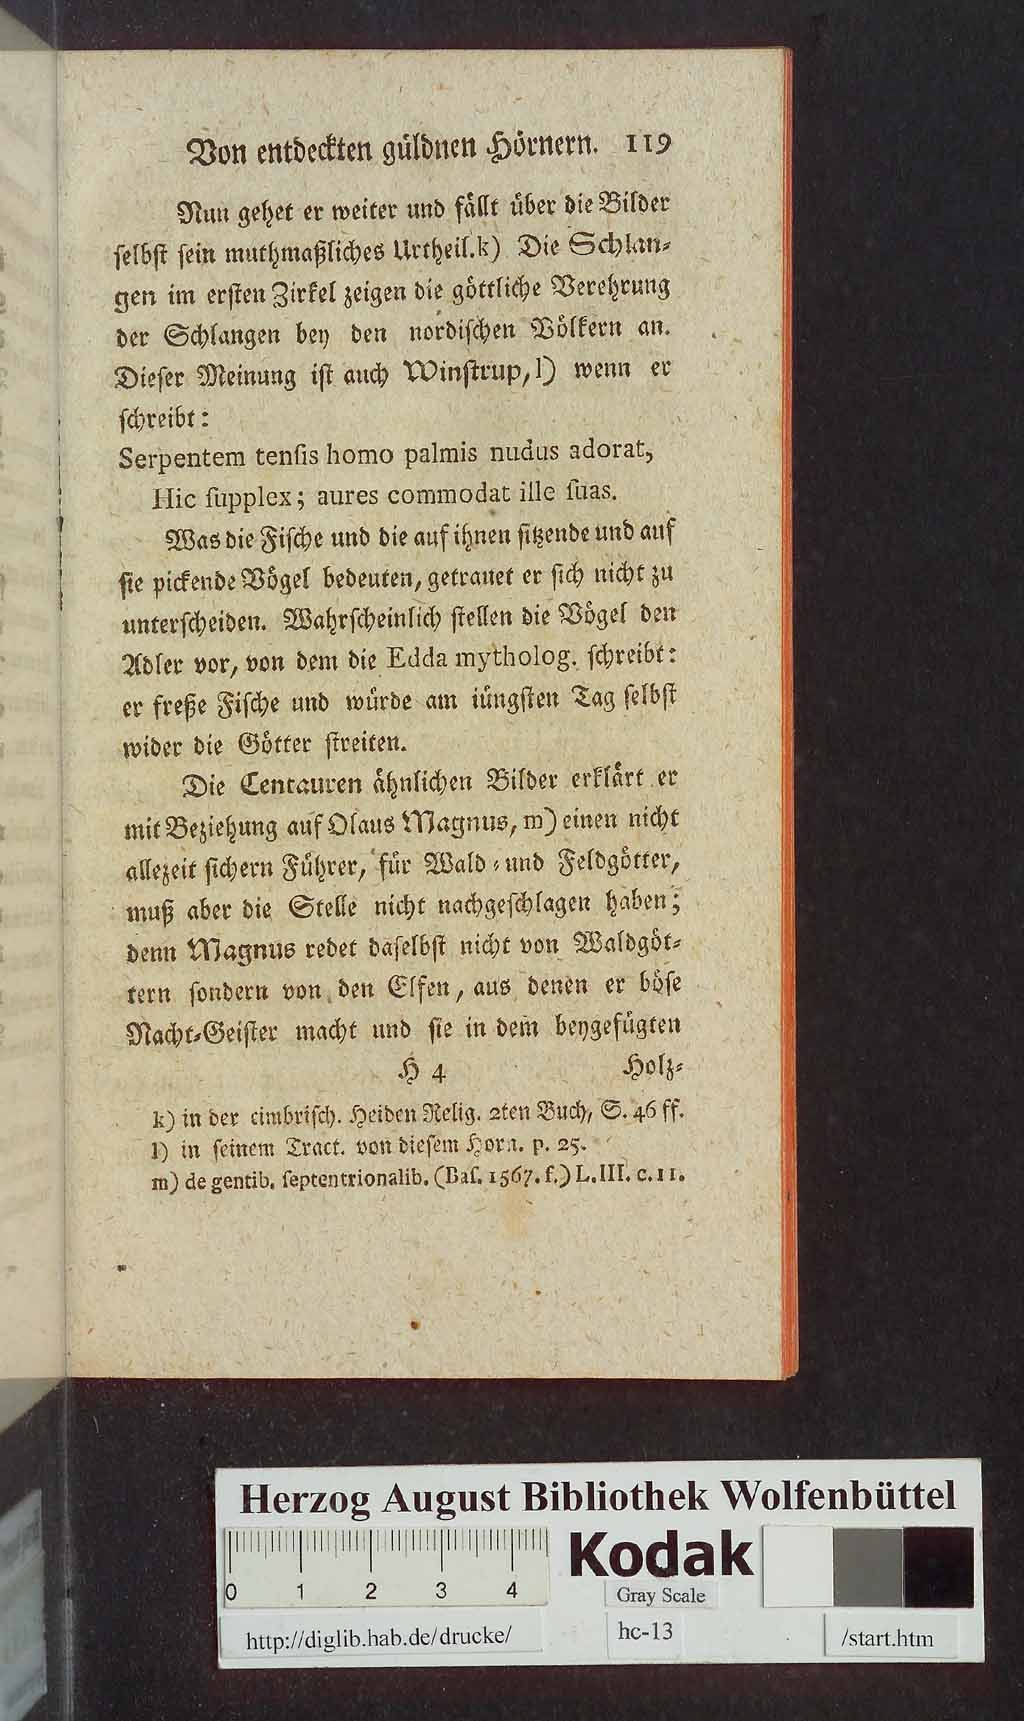 Von entdeckten güldnen Hörnern. 119
Nun gehet er weiter und fällt über die Bilder
selbst sein muthmaßliches Urtheil.k) Die Schlan-
gen im ersten Zirkel zeigen die göttliche Verehrung
der Schlangen bey den nordischen Völkern an.
Dieser Meinung ist auch Winstrup, l) wenn er
schreibt:
Serpentem tenſis homo palmis nudus adorat,
Hic ſupplex; aures commodat ille ſuas.
Was die Fische und die auf ihnen sitzende und auf
sie pickende Vögel bedeuten, getrauet er sich nicht zu
unterscheiden. Wahrscheinlich stellen die Vögel den
Adler vor, von dem die Edda mytholog. schreibt:
er freße Fische und würde am iüngsten Tag selbst
wider die Götter streiten.
Die Centauren ähnlichen Bilder erklärt er
mit Beziehung auf Olaus Magnus, m) einen nicht
allezeit sichern Führer, für Wald- und Feldgötter,
muß aber die Stelle nicht nachgeschlagen haben;
denn Magnus redet daselbst nicht von Waldgöt-
tern sondern von den Elfen, aus denen er böse
Nacht-Geister macht und sie in dem beygefügten
H 4 Holz-
k) in der cimbrisch. Heiden Relig. 2ten Buch, S. 46 ff.
l) in seinem Tract. von diesem Horn. p. 25.
m) de gentib. ſeptentrionalib. (Baſ. 1567. f.) L. III. c. 11.
Herzog August Bibliothek Wolfenbüttel
0 1 2 3 4
Kodak
Gray Scale
http://diglib.hab.de/drucke/ hc-13 /start.htm